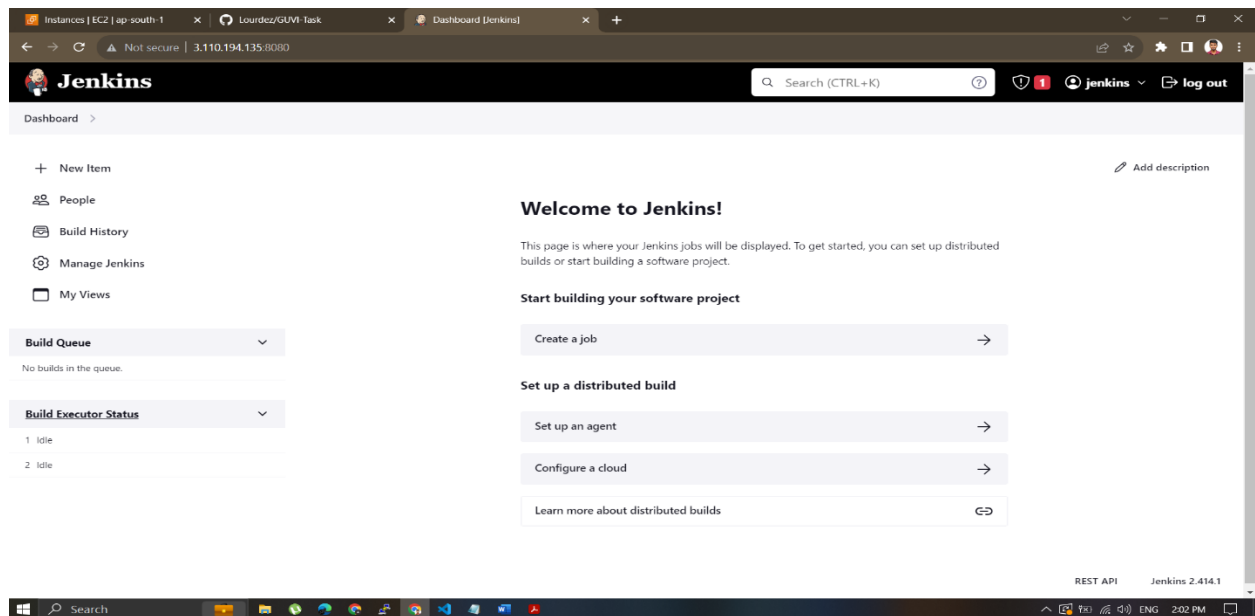 Instances | EC2 | ap-south-1
Lourdez/GUVI-Task
Dashboard [Jenkins]
Not secure | 3.110.194.135:8080
Jenkins
Search (CTRL+K)
1
jenkins
log out
Dashboard
New Item
People
Build History
Manage Jenkins
My Views
Build Queue
No builds in the queue.
Build Executor Status
1 Idle
2 Idle
Add description
Welcome to Jenkins!
This page is where your Jenkins jobs will be displayed. To get started, you can set up distributed
builds or start building a software project.
Start building your software project
Create a job
Set up a distributed build
Set up an agent
Configure a cloud
Learn more about distributed builds
REST API Jenkins 2.414.1
Search
ENG 2:02 PM